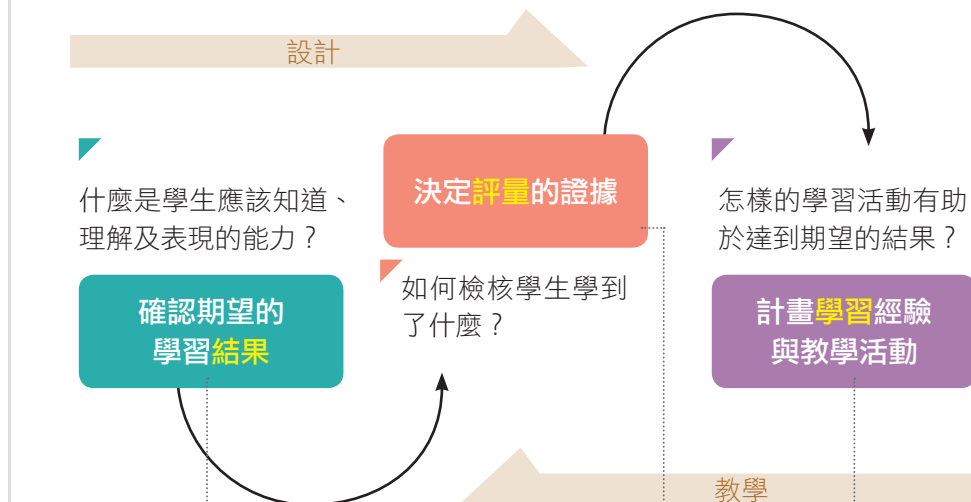 設計
什麼是學生應該知道、
理解及表現的能力？
確認期望的
學習結果
決定評量的證據
如何檢核學生學到
了什麼？
怎樣的學習活動有助
於達到期望的結果？
計畫學習經驗
與教學活動
教學